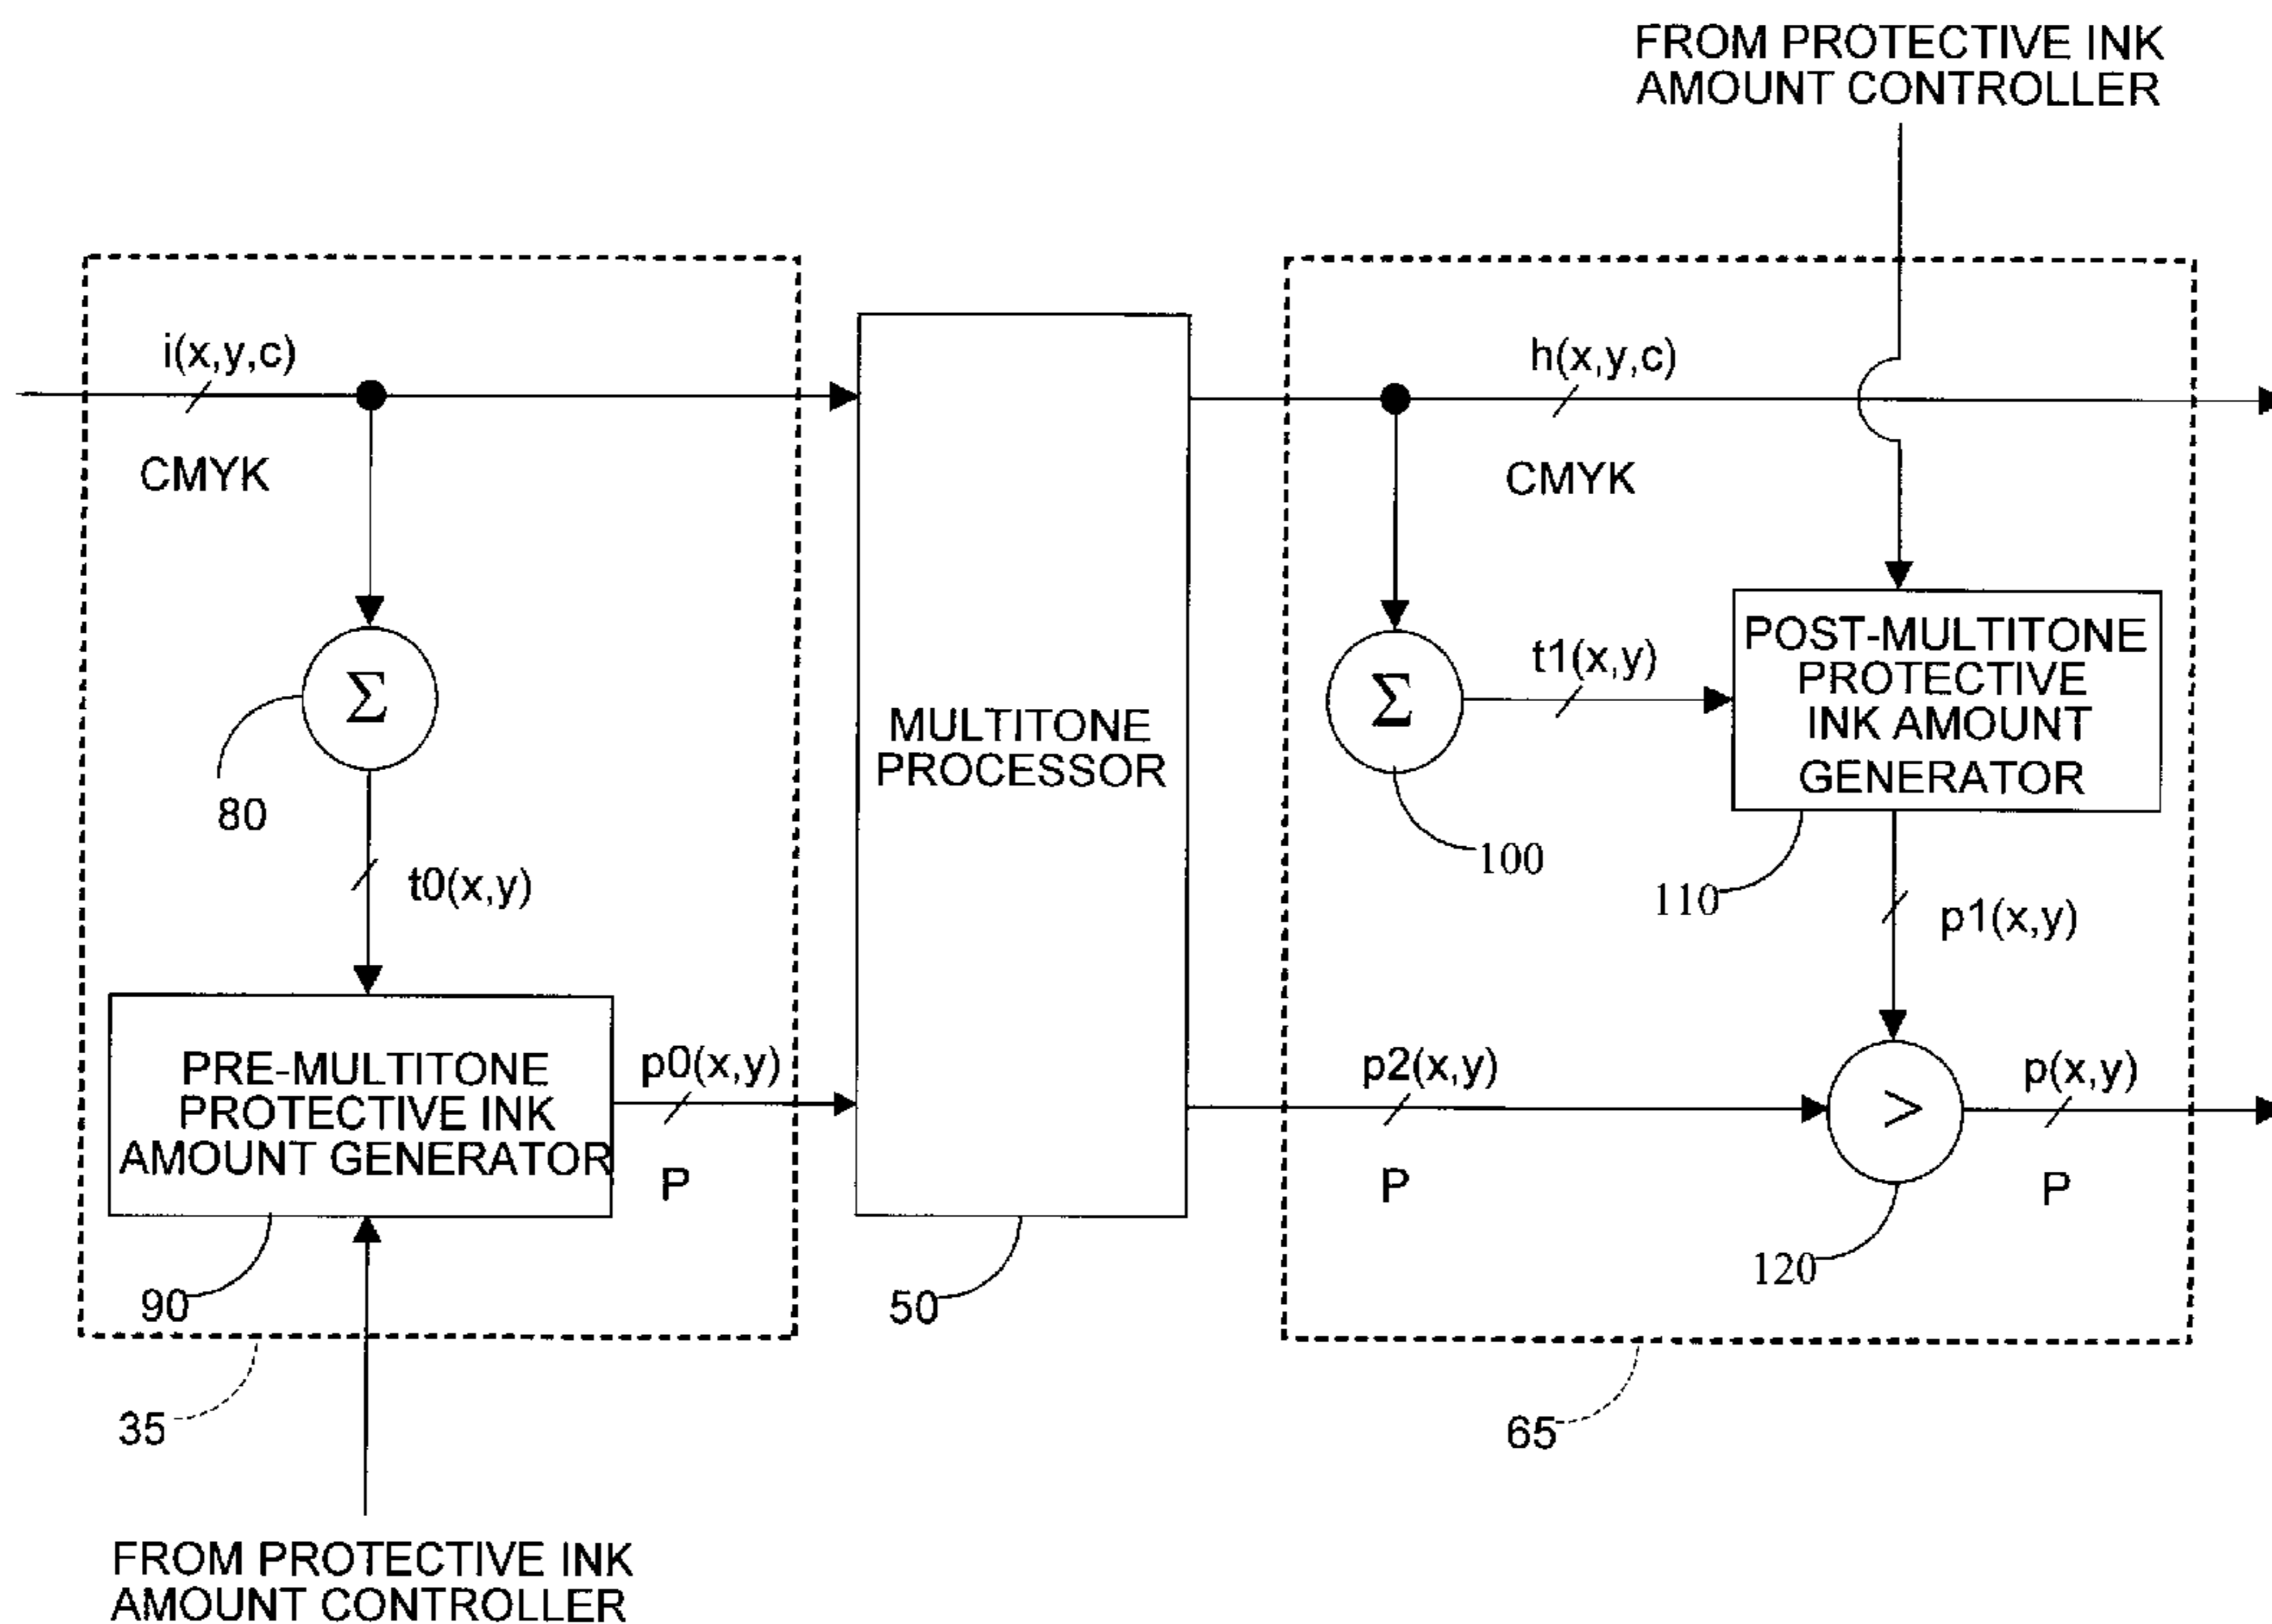 FROM PROTECTIVE INK
AMOUNT CONTROLLER
i(x,y,c)
CMYK
h(x,y,c)
CMYK
Σ
80
t0(x,y)
PRE-MULTITONE
PROTECTIVE INK
AMOUNT GENERATOR
90
p0(x,y)
P
35
FROM PROTECTIVE INK
AMOUNT CONTROLLER
MULTITONE
PROCESSOR
50
Σ
100
t1(x,y)
POST-MULTITONE
PROTECTIVE
INK AMOUNT
GENERATOR
110
p1(x,y)
p2(x,y)
P
>
120
p(x,y)
P
65